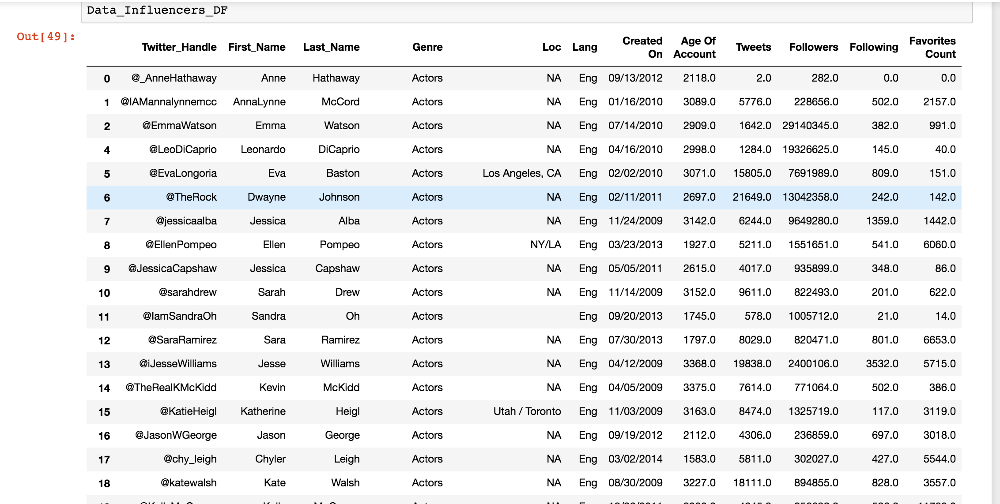 Data_Influencers_DF
Out[49]:
Twitter_Handle First_Name Last_Name Genre Loc Lang Created On Age Of Account Tweets Followers Following Favorites Count
0 @_AnneHathaway Anne Hathaway Actors NA Eng 09/13/2012 2118.0 2.0 282.0 0.0 0.0
1 @IAMannalynnemcc AnnaLynne McCord Actors NA Eng 01/16/2010 3089.0 5776.0 228656.0 502.0 2157.0
2 @EmmaWatson Emma Watson Actors NA Eng 07/14/2010 2909.0 1642.0 29140345.0 382.0 991.0
4 @LeoDiCaprio Leonardo DiCaprio Actors NA Eng 04/16/2010 2998.0 1284.0 19326625.0 145.0 40.0
5 @EvaLongoria Eva Baston Actors Los Angeles, CA Eng 02/02/2010 3071.0 15805.0 7691989.0 809.0 151.0
6 @TheRock Dwayne Johnson Actors NA Eng 02/11/2011 2697.0 21649.0 13042358.0 242.0 142.0
7 @jessicaalba Jessica Alba Actors NA Eng 11/24/2009 3142.0 6244.0 9649280.0 1359.0 1442.0
8 @EllenPompeo Ellen Pompeo Actors NY/LA Eng 03/23/2013 1927.0 5211.0 1551651.0 541.0 6060.0
9 @JessicaCapshaw Jessica Capshaw Actors NA Eng 05/05/2011 2615.0 4017.0 935899.0 348.0 86.0
10 @sarahdrew Sarah Drew Actors NA Eng 11/14/2009 3152.0 9611.0 822493.0 201.0 622.0
11 @IamSandraOh Sandra Oh Actors Eng 09/20/2013 1745.0 578.0 1005712.0 21.0 14.0
12 @SaraRamirez Sara Ramirez Actors NA Eng 07/30/2013 1797.0 8029.0 820471.0 801.0 6653.0
13 @iJesseWilliams Jesse Williams Actors NA Eng 04/12/2009 3368.0 19838.0 2400106.0 3532.0 5715.0
14 @TheRealKMcKidd Kevin McKidd Actors NA Eng 04/05/2009 3375.0 7614.0 771064.0 502.0 386.0
15 @KatieHeigl Katherine Heigl Actors Utah / Toronto Eng 11/03/2009 3163.0 8474.0 1325719.0 117.0 3119.0
16 @JasonWGeorge Jason George Actors NA Eng 09/19/2012 2112.0 4306.0 236859.0 697.0 3018.0
17 @chy_leigh Chyler Leigh Actors NA Eng 03/02/2014 1583.0 5811.0 302027.0 427.0 5544.0
18 @katewalsh Kate Walsh Actors NA Eng 08/30/2009 3227.0 18111.0 894855.0 828.0 3557.0